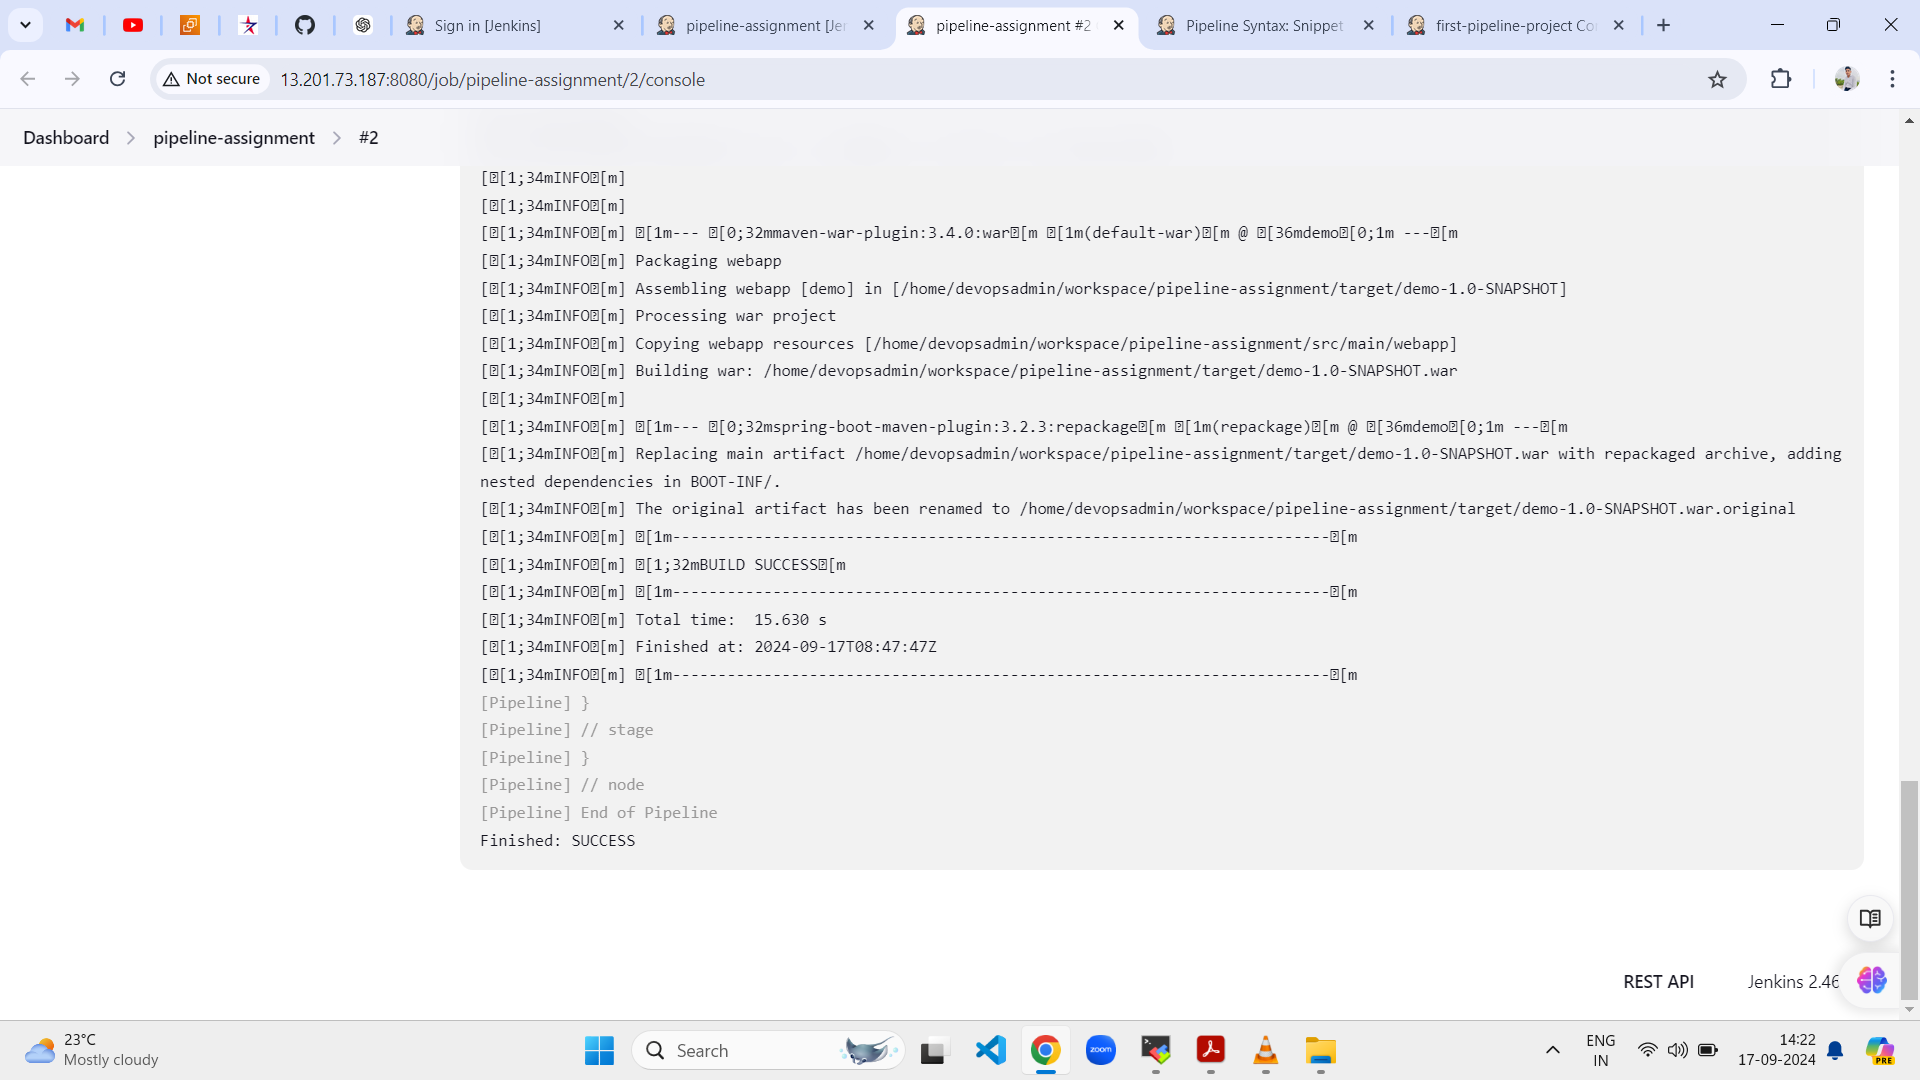 Sign in [Jenkins]
pipeline-assignment [Jen
pipeline-assignment #2
Pipeline Syntax: Snippet
first-pipeline-project Con
Not secure
13.201.73.187:8080/job/pipeline-assignment/2/console
Dashboard > pipeline-assignment > #2
[[1;34mINFO[m]
[[1;34mINFO[m]
[[1;34mINFO[m] [1m--- [0;32mmaven-war-plugin:3.4.0:war[m [1m(default-war)[m @ [36mdemo[0;1m ---[m
[[1;34mINFO[m] Packaging webapp
[[1;34mINFO[m] Assembling webapp [demo] in [/home/devopsadmin/workspace/pipeline-assignment/target/demo-1.0-SNAPSHOT]
[[1;34mINFO[m] Processing war project
[[1;34mINFO[m] Copying webapp resources [/home/devopsadmin/workspace/pipeline-assignment/src/main/webapp]
[[1;34mINFO[m] Building war: /home/devopsadmin/workspace/pipeline-assignment/target/demo-1.0-SNAPSHOT.war
[[1;34mINFO[m]
[[1;34mINFO[m] [1m--- [0;32mspring-boot-maven-plugin:3.2.3:repackage[m [1m(repackage)[m @ [36mdemo[0;1m ---[m
[[1;34mINFO[m] Replacing main artifact /home/devopsadmin/workspace/pipeline-assignment/target/demo-1.0-SNAPSHOT.war with repackaged archive, adding
nested dependencies in BOOT-INF/.
[[1;34mINFO[m] The original artifact has been renamed to /home/devopsadmin/workspace/pipeline-assignment/target/demo-1.0-SNAPSHOT.war.original
[[1;34mINFO[m] [1m------------------------------------------------------------------------[m
[[1;34mINFO[m] [1;32mBUILD SUCCESS[m
[[1;34mINFO[m] [1m------------------------------------------------------------------------[m
[[1;34mINFO[m] Total time:  15.630 s
[[1;34mINFO[m] Finished at: 2024-09-17T08:47:47Z
[[1;34mINFO[m] [1m------------------------------------------------------------------------[m
[Pipeline] }
[Pipeline] // stage
[Pipeline] }
[Pipeline] // node
[Pipeline] End of Pipeline
Finished: SUCCESS
REST API
Jenkins 2.46
23°C
Mostly cloudy
Search
zoom
ENG
IN
14:22
17-09-2024
PRE